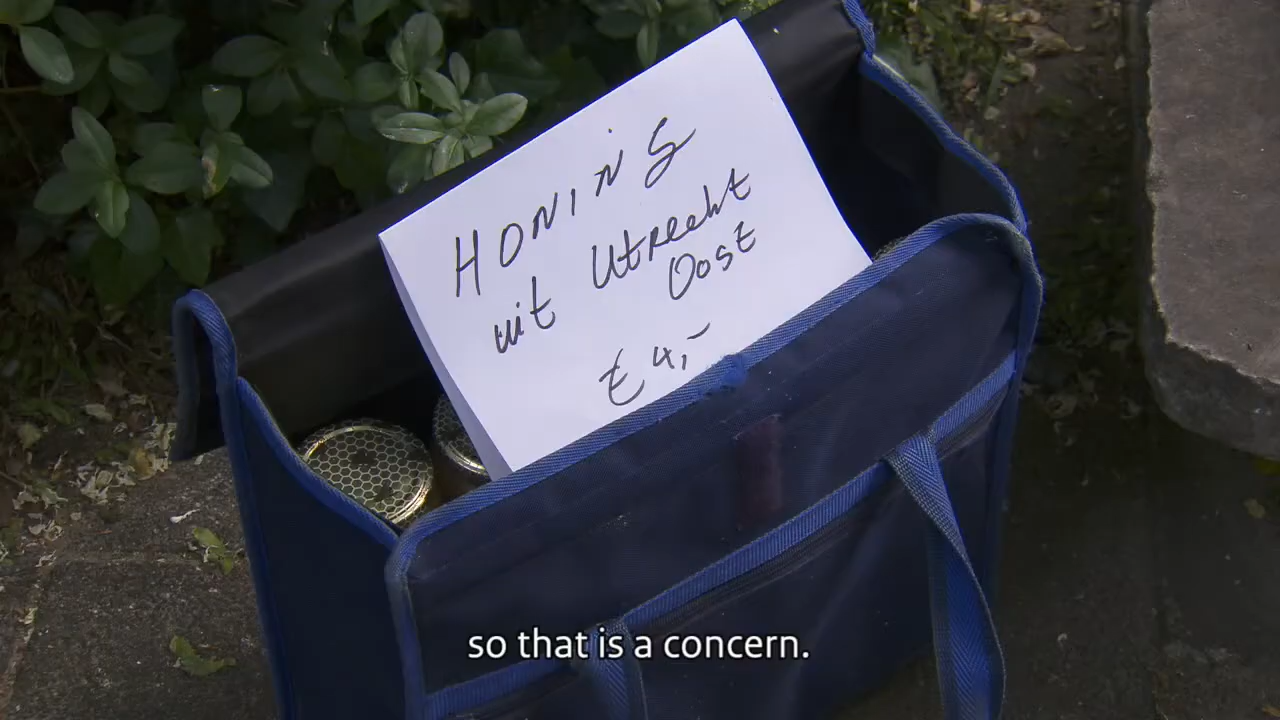 HONING
uit Utrecht
Oost
€ 4,-
so that is a concern.